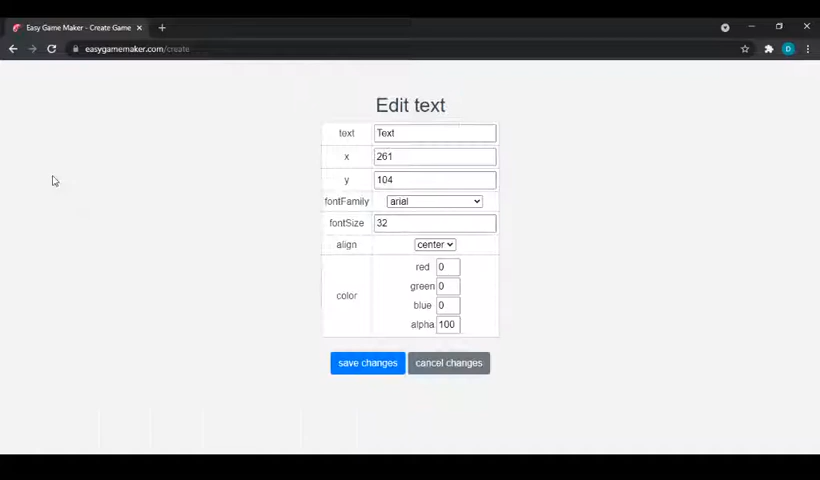 Easy Game Maker - Create Game
easygamemaker.com/create
D
Edit text
text Text
x 261
y 104
fontFamily arial
fontSize 32
align center
color
red 0
green 0
blue 0
alpha 100
save changes cancel changes